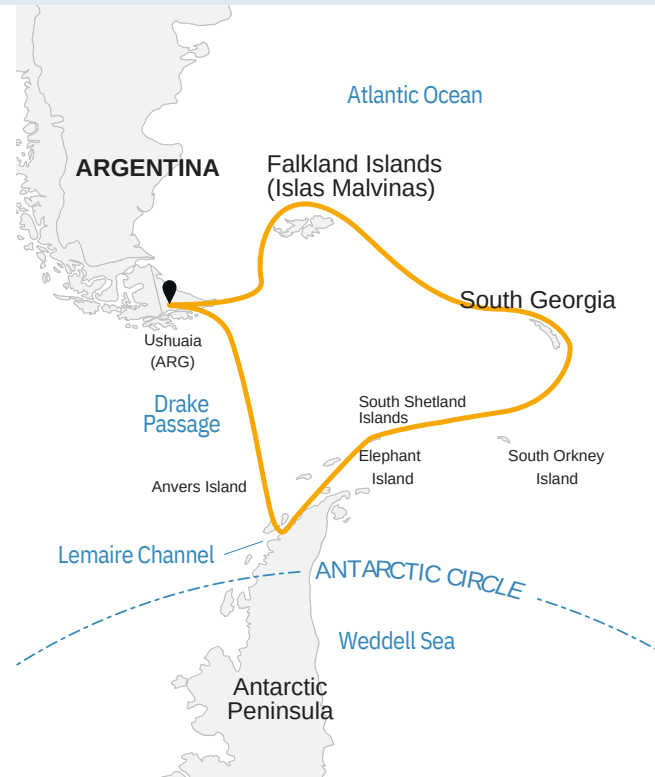 Atlantic Ocean
ARGENTINA
Falkland Islands
(Islas Malvinas)
South Georgia
Ushuaia
(ARG)
Drake
Passage
South Shetland
Islands
Elephant
Island
South Orkney
Island
Anvers Island
Lemaire Channel
ANTARCTIC CIRCLE
Weddell Sea
Antarctic
Peninsula